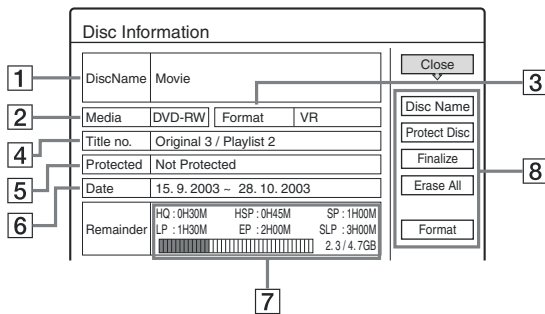 Disc Information
1 DiscName Movie Close
2 Media DVD-RW Format VR 3
Disc Name
4 Title no. Original 3 / Playlist 2 Protect Disc
5 Protected Not Protected Finalize 8
6 Date 15. 9. 2003 ~ 28. 10. 2003 Erase All
Remainder HQ : 0H30M HSP : 0H45M SP : 1H00M
LP : 1H30M EP : 2H00M SLP : 3H00M Format
2. 3 / 4. 7GB
7